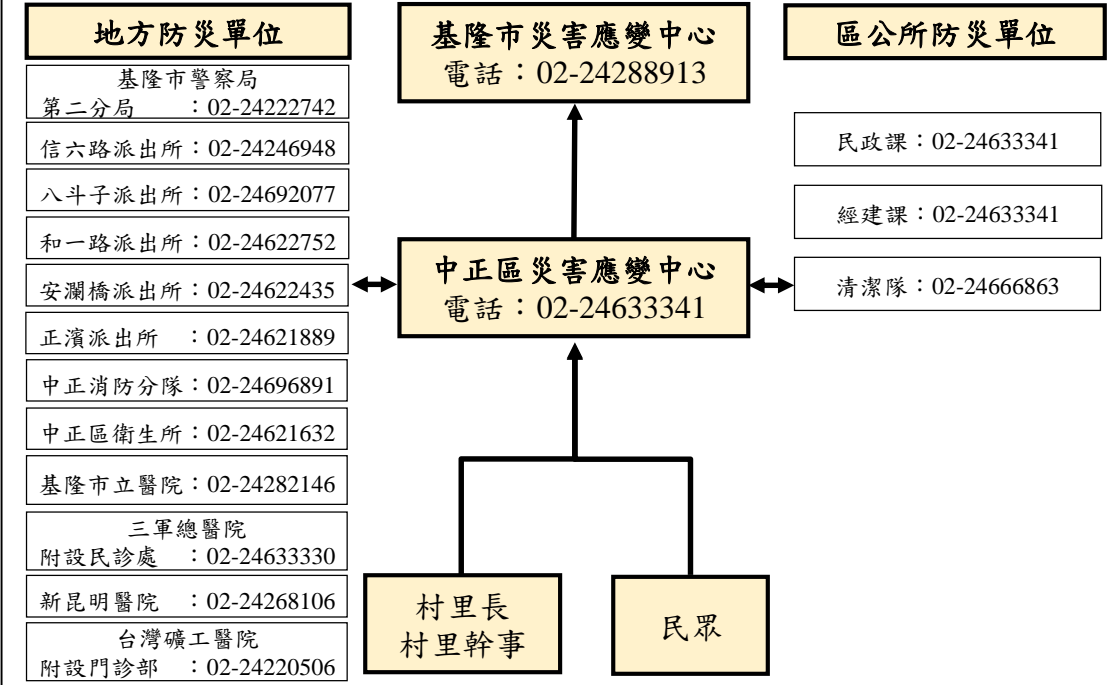 地方防災單位
基隆市警察局
第二分局　　：02-24222742
信六路派出所：02-24246948
八斗子派出所：02-24692077
和一路派出所：02-24622752
安瀾橋派出所：02-24622435
正濱派出所　：02-24621889
中正消防分隊：02-24696891
中正區衛生所：02-24621632
基隆市立醫院：02-24282146
三軍總醫院
附設民診處　：02-24633330
新昆明醫院　：02-24268106
台灣礦工醫院
附設門診部　：02-24220506
基隆市災害應變中心
電話：02-24288913
中正區災害應變中心
電話：02-24633341
村里長
村里幹事
民眾
區公所防災單位
民政課：02-24633341
經建課：02-24633341
清潔隊：02-24666863